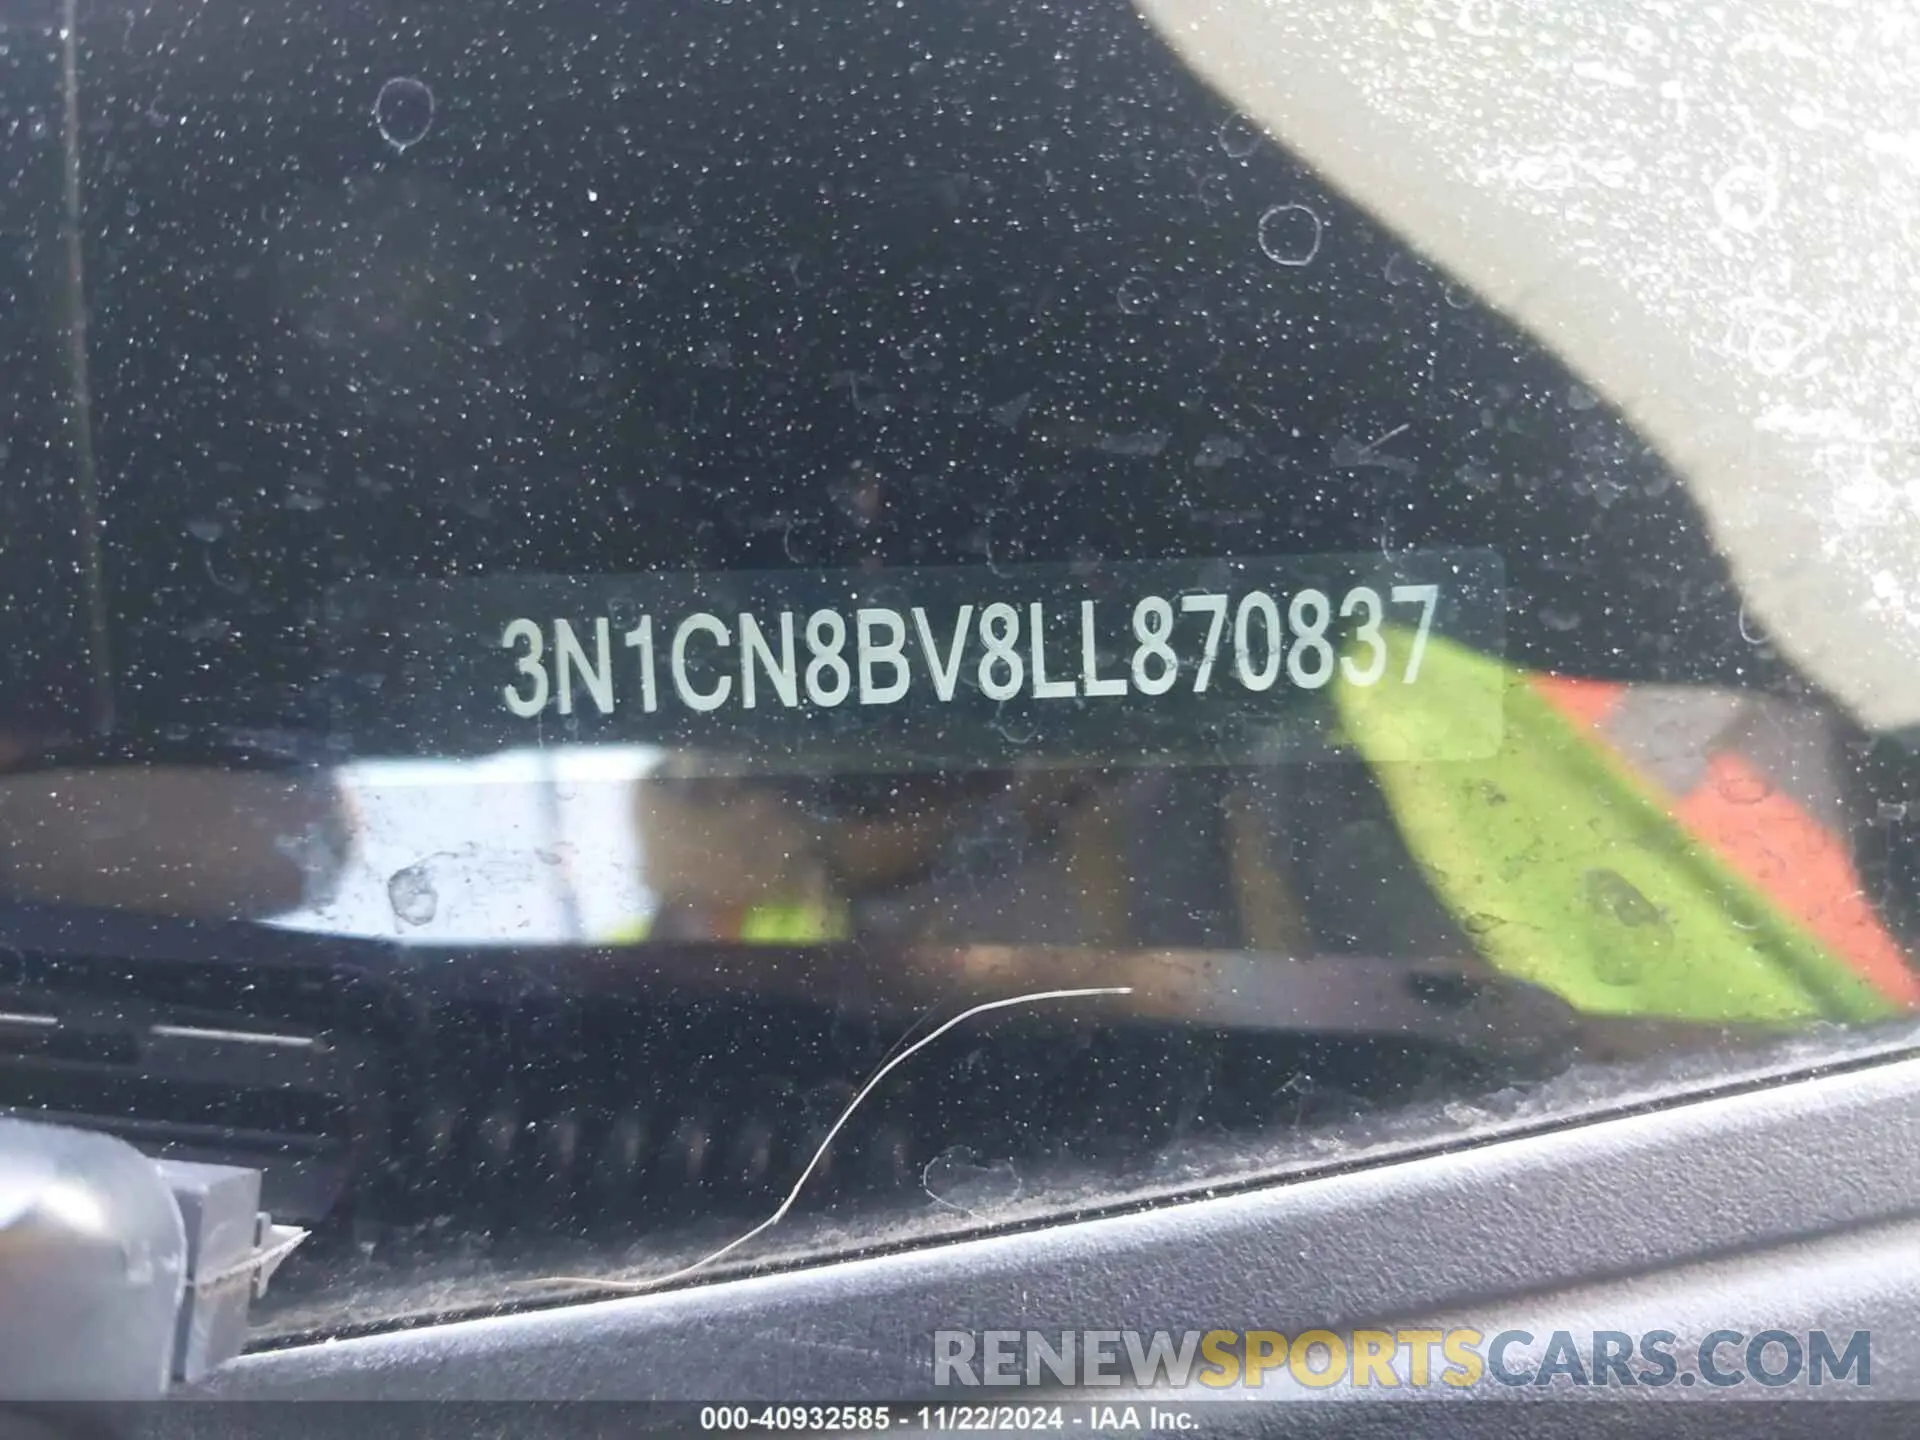 3N1CN8BV8LL870837
RENEWSPORTSCARS.COM
000-40932585 - 11/22/2024 - IAA Inc.